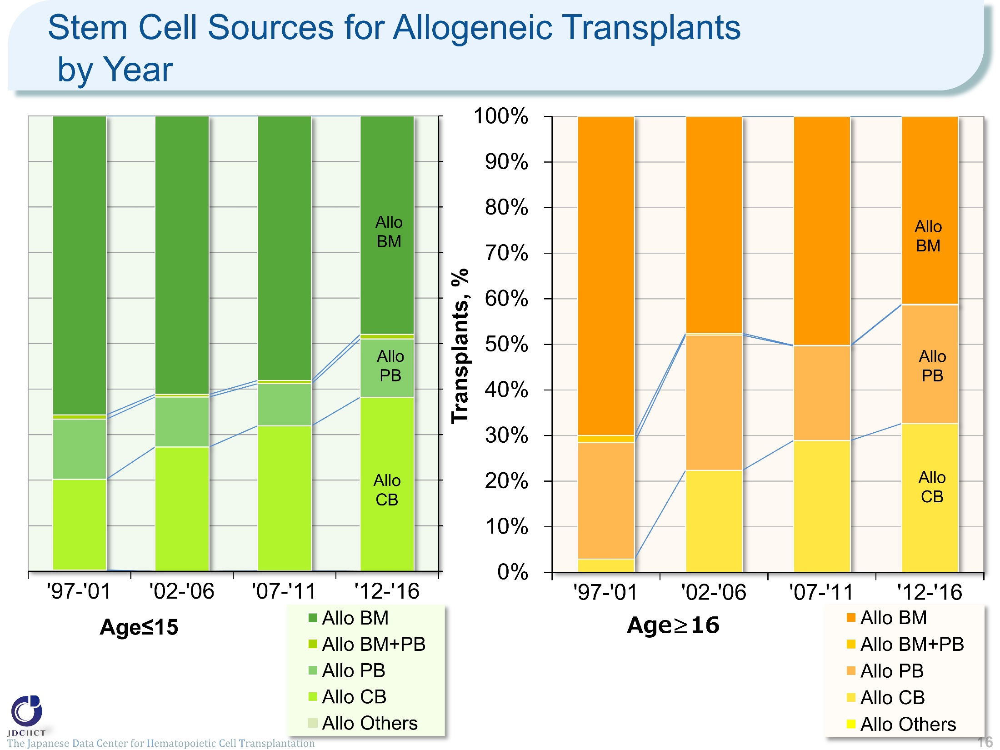 Stem Cell Sources for Allogeneic Transplants
by Year
Allo
BM
Allo
PB
Allo
CB
'97-'01
'02-'06
'07-'11
'12-'16
Age≤15
Allo BM
Allo BM+PB
Allo PB
Allo CB
Allo Others
Transplants, %
100%
90%
80%
70%
60%
50%
40%
30%
20%
10%
0%
Allo
BM
Allo
PB
Allo
CB
'97-'01
'02-'06
'07-'11
'12-'16
Age≥16
Allo BM
Allo BM+PB
Allo PB
Allo CB
Allo Others
JDCHCT
The Japanese Data Center for Hematopoietic Cell Transplantation
16